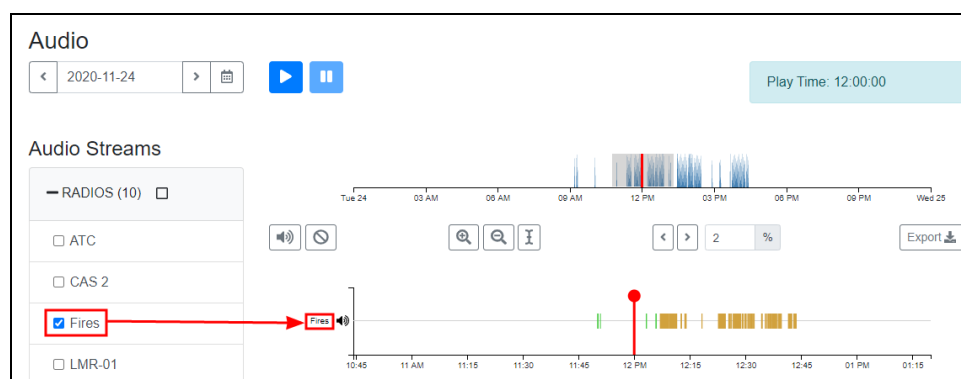 Audio
2020-11-24
Play Time: 12:00:00
Audio Streams
RADIOS (10)
Tue 24 03 AM 06 AM 09 AM 12 PM 03 PM 06 PM 09 PM Wed 25
ATC
2 %
Export
CAS 2
Fires
Fires
LMR-01
10:45 11 AM 11:15 11:30 11:45 12 PM 12:15 12:30 12:45 01 PM 01:15